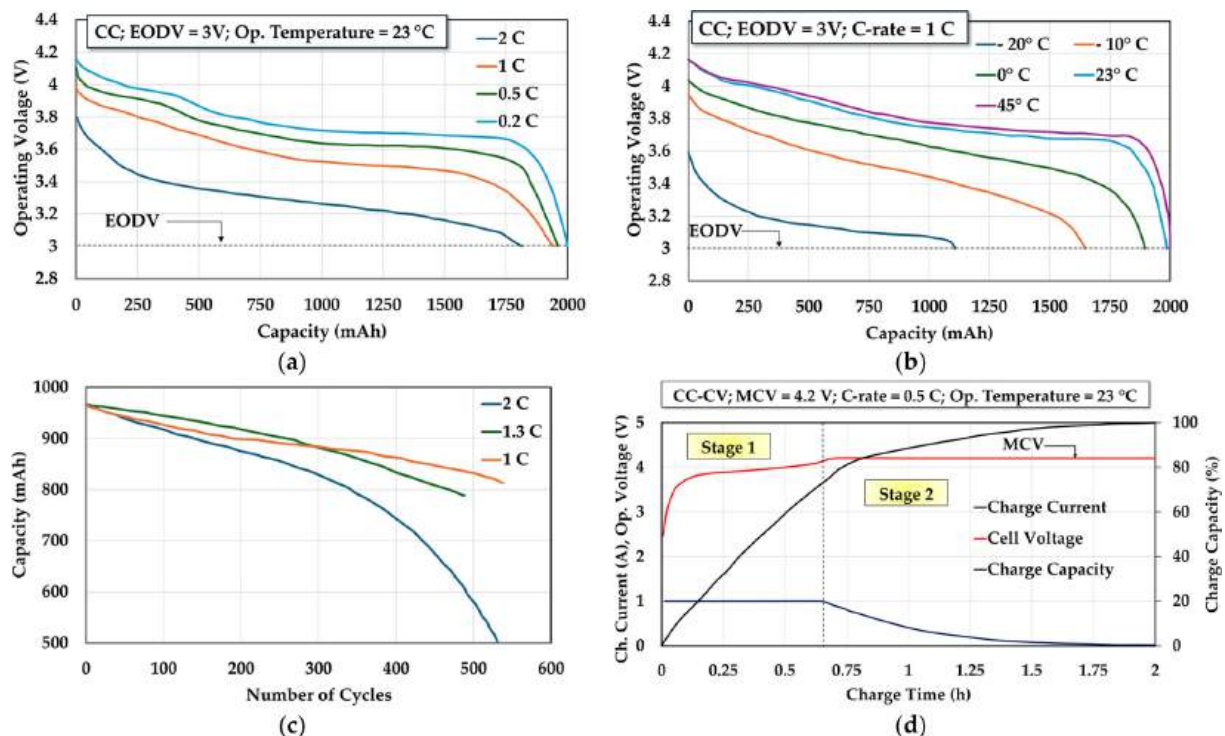 CC; EODV = 3V; Op. Temperature = 23 °C
4.4
4.2
4
3.8
3.6
3.4
3.2
3
2.8
Operating Volage (V)
2 C
1 C
0.5 C
0.2 C
EODV
0 250 500 750 1000 1250 1500 1750 2000
Capacity (mAh)
(a)
CC; EODV = 3V; C-rate = 1 C
4.4
4.2
4
3.8
3.6
3.4
3.2
3
2.8
Operating Volage (V)
- 20° C
- 10° C
0° C
23° C
45° C
EODV
0 250 500 750 1000 1250 1500 1750 2000
Capacity (mAh)
(b)
1000
900
800
700
600
500
Capacity (mAh)
2 C
1.3 C
1 C
0 100 200 300 400 500 600
Number of Cycles
(c)
CC-CV; MCV = 4.2 V; C-rate = 0.5 C; Op. Temperature = 23 °C
5
4
3
2
1
0
Ch. Current (A), Op. Voltage (V)
Stage 1
Stage 2
MCV
Charge Current
Cell Voltage
Charge Capacity
100
80
60
40
20
0
Charge Capacity (%)
0 0.25 0.5 0.75 1 1.25 1.5 1.75 2
Charge Time (h)
(d)